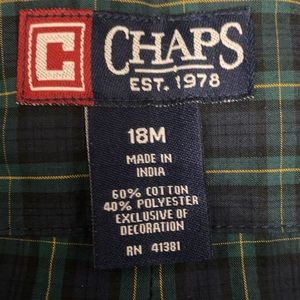 C CHAPS
EST. 1978
18M
MADE IN
INDIA
60% COTTON
40% POLYESTER
EXCLUSIVE OF
DECORATION
RN 41381